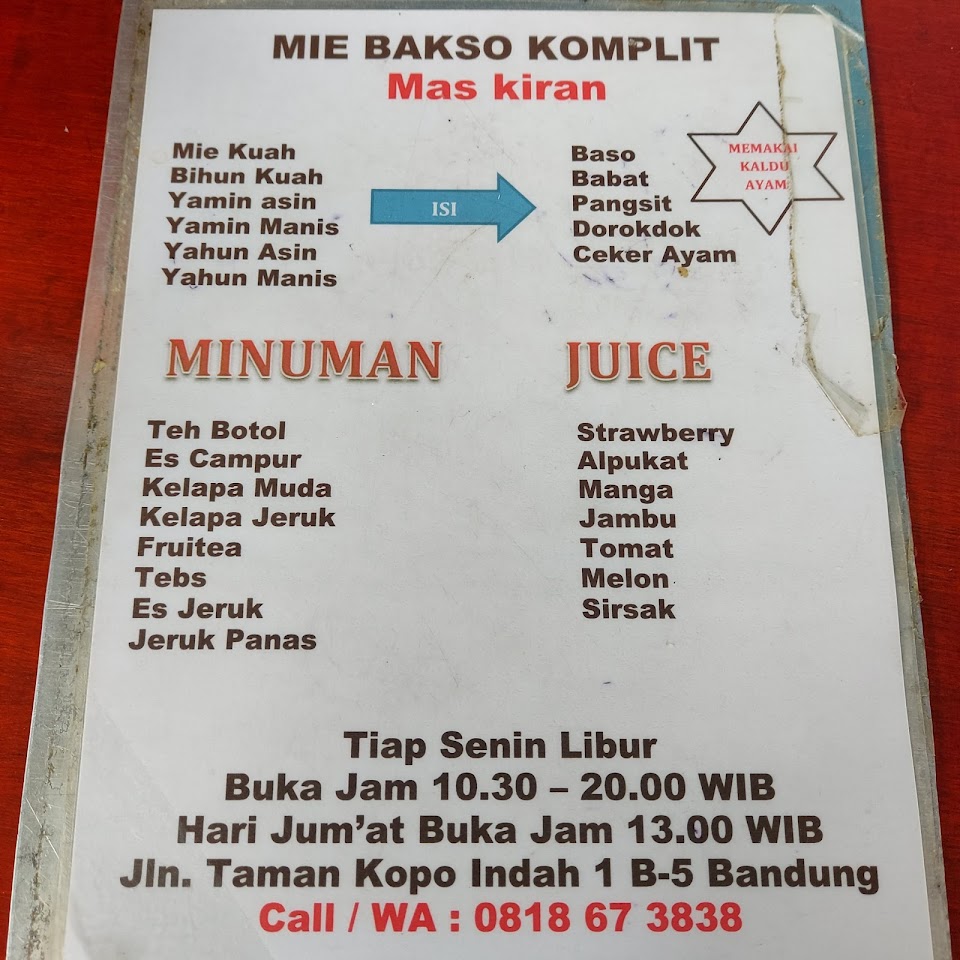 MIE BAKSO KOMPLIT
Mas kiran
Mie Kuah
Bihun Kuah
Yamin asin
Yamin Manis
Yahun Asin
Yahun Manis
ISI
Baso
Babat
Pangsit
Dorokdok
Ceker Ayam
MEMAKAI
KALDU
AYAM
MINUMAN
Teh Botol
Es Campur
Kelapa Muda
Kelapa Jeruk
Fruitea
Tebs
Es Jeruk
Jeruk Panas
JUICE
Strawberry
Alpukat
Manga
Jambu
Tomat
Melon
Sirsak
Tiap Senin Libur
Buka Jam 10.30 – 20.00 WIB
Hari Jum’at Buka Jam 13.00 WIB
Jln. Taman Kopo Indah 1 B-5 Bandung
Call / WA : 0818 67 3838